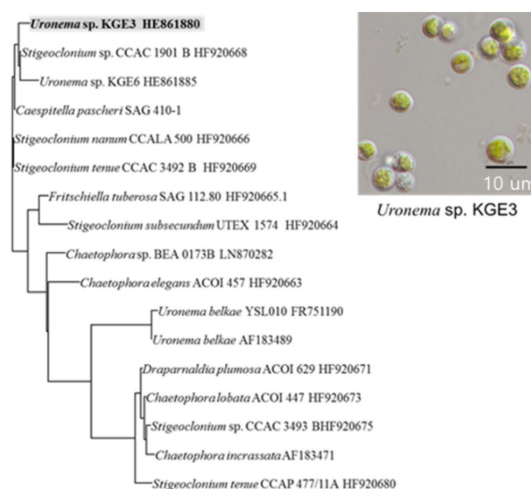 Uronema sp. KGE3 HE861880
Stigeoclonium sp. CCAC 1901 B HF920668
Uronema sp. KGE6 HE861885
Caespitella pascheri SAG 410-1
Stigeoclonium nanum CCALA 500 HF920666
Stigeoclonium tenue CCAC 3492 B HF920669
Fritschiella tuberosa SAG 112.80 HF920665.1
Stigeoclonium subsecundum UTEX 1574 HF920664
Chaetophora sp. BEA 0173B LN870282
Chaetophora elegans ACOI 457 HF920663
Uronema belkae YSL010 FR751190
Uronema belkae AF183489
Draparnaldia plumosa ACOI 629 HF920671
Chaetophora lobata ACOI 447 HF920673
Stigeoclonium sp. CCAC 3493 BHF920675
Chaetophora incrassata AF183471
Stigeoclonium tenue CCAP 477/11A HF920680
10 um
Uronema sp. KGE3